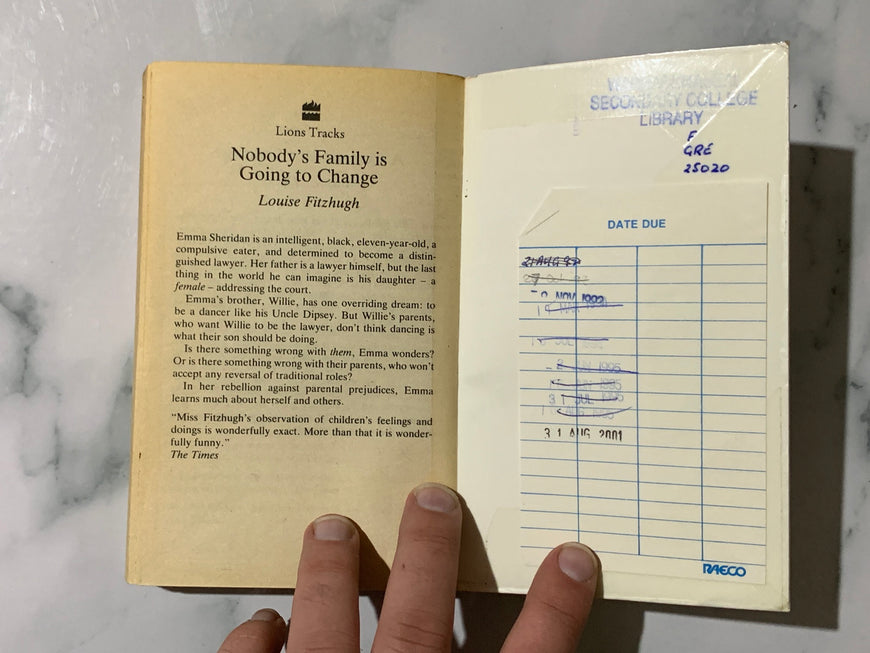 Lions Tracks
Nobody's Family is
Going to Change
Louise Fitzhugh
Emma Sheridan is an intelligent, black, eleven-year-old, a
compulsive eater, and determined to become a distin-
guished lawyer. Her father is a lawyer himself, but the last
thing in the world he can imagine is his daughter – a
female – addressing the court.
Emma's brother, Willie, has one overriding dream: to
be a dancer like his Uncle Dipsey. But Willie's parents,
who want Willie to be the lawyer, don't think dancing is
what their son should be doing.
Is there something wrong with them, Emma wonders?
Or is there something wrong with their parents, who won't
accept any reversal of traditional roles?
In her rebellion against parental prejudices, Emma
learns much about herself and others.
"Miss Fitzhugh's observation of children's feelings and
doings is wonderfully exact. More than that it is wonder-
fully funny."
The Times
SECONDARY COLLEGE
LIBRARY
F
GRE
25020
DATE DUE
21 AUG
NOV 1992
31 JUL
31 AUG 2001
RAECO